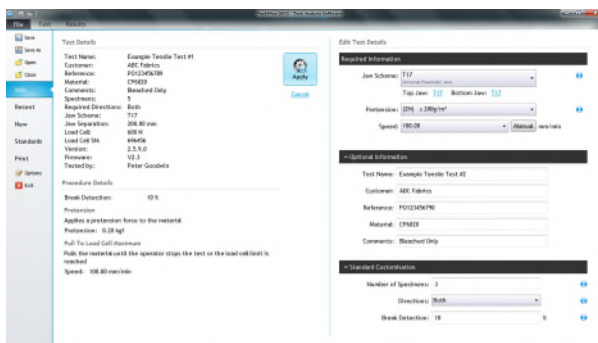 File Test Results
Save
Save As
Open
Close
Info
Recent
New
Standards
Print
Options
Exit
Test Details
Test Name: Example Tensile Test #1
Customer: ABC Fabrics
Reference: PO123456789
Material: CP6020
Comments: Bleached Only
Specimens: 5
Required Directions: Both
Jaw Scheme: T17
Jaw Separation: 200.00 mm
Load Cell: 600 N
Load Cell SN: 696456
Version: 2.5.9.0
Firmware: V2.3
Tested by: Peter Goodwin
Apply
Cancel
Procedure Details
Break Detection: 10 %
Pretension
Applies a pretension force to the material
Pretension: 0.20 kgf
Pull To Load Cell Maximum
Pulls the material until the operator stops the test or the load cell limit is
reached
Speed: 100.00 mm/min
Edit Test Details
Required Information
Jaw Scheme: T17
Top Jaw: T17 Bottom Jaw: T17
Pretension: [2N] ≤ 200g/m²
Speed: 100.00 Manual mm/min
Optional Information
Test Name: Example Tensile Test #2
Customer: ABC Fabrics
Reference: PO123456790
Material: CP6020
Comments: Bleached Only
Standard Customisation
Number of Specimens: 3
Directions: Both
Break Detection: 10 %